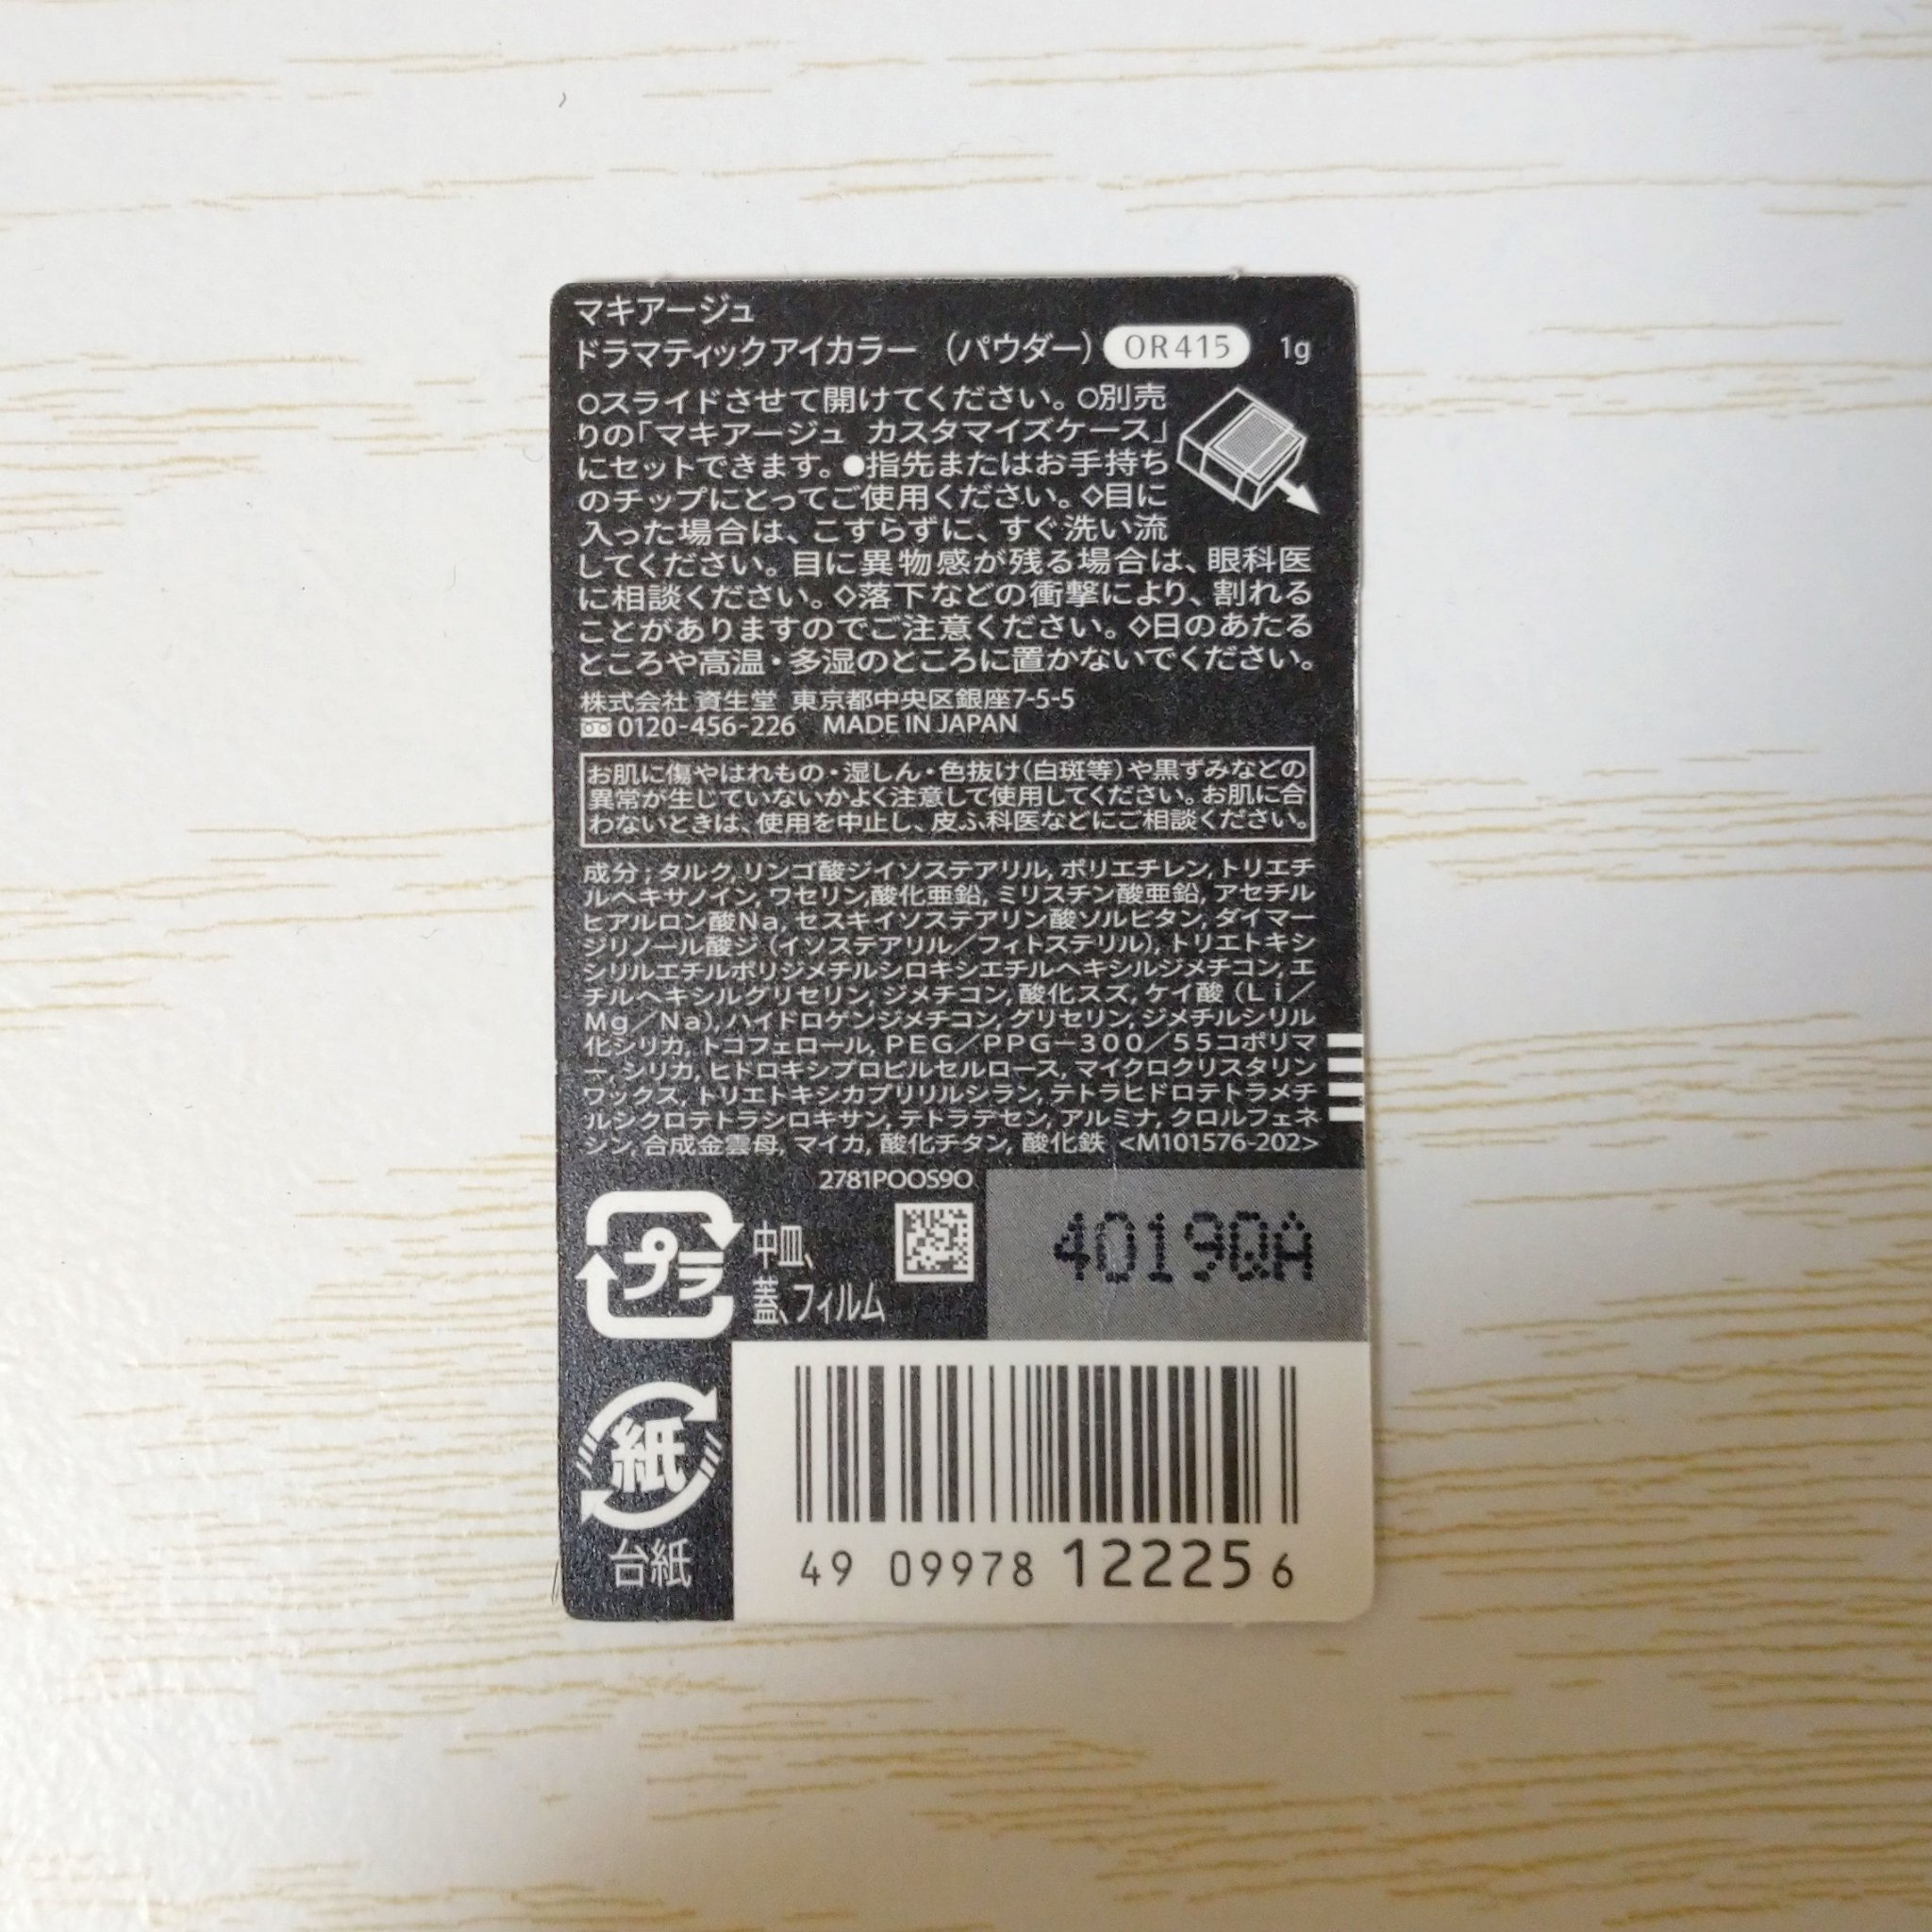 マキアージュ
ドラマティックアイカラー （パウダー） OR415 1g
○スライドさせて開けてください。○別売
りの「マキアージュ カスタマイズケース」
にセットできます。●指先またはお手持ち
のチップにとってご使用ください。◇目に
入った場合は、こすらずに、すぐ洗い流
してください。目に異物感が残る場合は、眼科医
に相談ください。◇落下などの衝撃により、割れる
ことがありますのでご注意ください。◇日のあたる
ところや高温・多湿のところに置かないでください。
株式会社 資生堂 東京都中央区銀座7-5-5
0120-456-226 MADE IN JAPAN
お肌に傷やはれもの・湿しん・色抜け（白斑等）や黒ずみなどの
異常が生じていないかよく注意して使用してください。お肌に合
わないときは、使用を中止し、皮ふ科医などにご相談ください。
成分；タルク, リンゴ酸ジイソステアリル, ポリエチレン, トリエチ
ルヘキサノイン, ワセリン, 酸化亜鉛, ミリスチン酸亜鉛, アセチル
ヒアルロン酸Na, セスキイソステアリン酸ソルビタン, ダイマー
ジリノール酸ジ（イソステアリル／フィトステリル）, トリエトキシ
シリルエチルポリジメチルシロキシエチルヘキシルジメチコン, エ
チルヘキシルグリセリン, ジメチコン, 酸化スズ, ケイ酸（Li／
Mg／Na）, ハイドロゲンジメチコン, グリセリン, ジメチルシリル
化シリカ, トコフェロール, PEG／PPG－300／55コポリマ
ー, シリカ, ヒドロキシプロピルセルロース, マイクロクリスタリン
ワックス, トリエトキシカプリリルシラン, テトラヒドロテトラメチ
ルシクロテトラシロキサン, テトラデセン, アルミナ, クロルフェネ
シン, 合成金雲母, マイカ, 酸化チタン, 酸化鉄 <M101576-202>
2781POOS9O
プラ 中皿、
蓋、フィルム
4019QA
紙
台紙
49 09978 12225 6